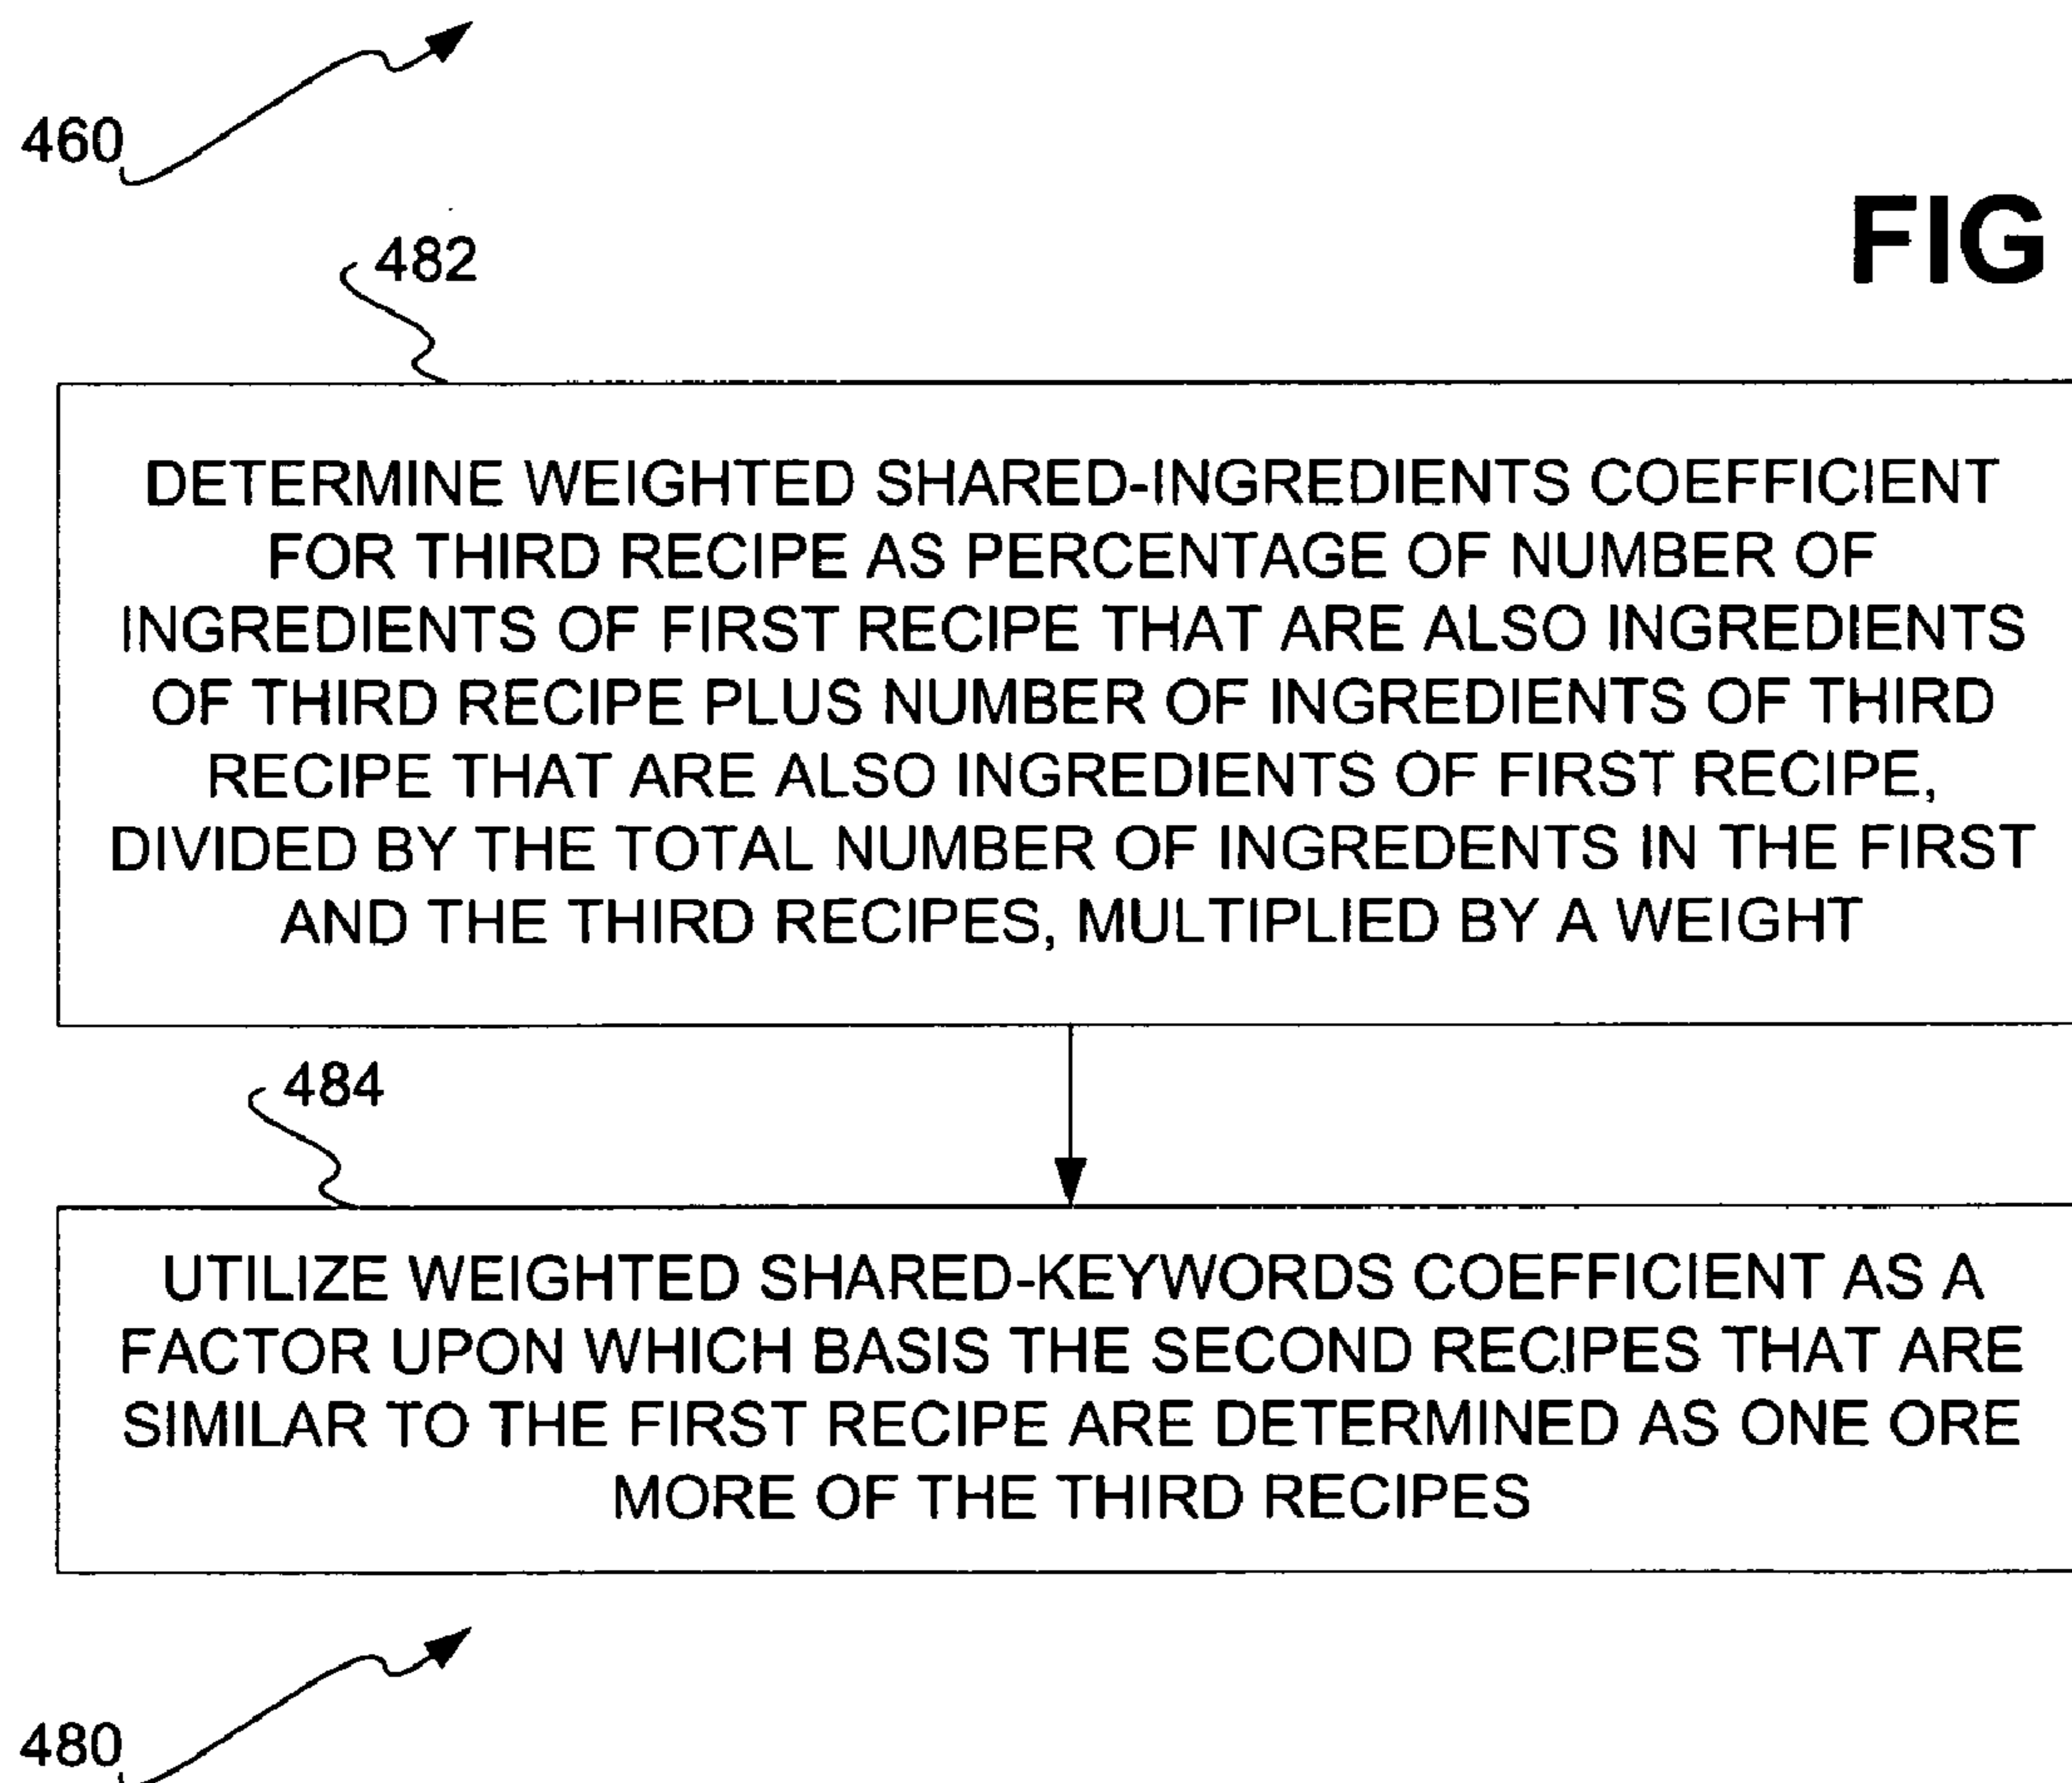 460
FIG
482
DETERMINE WEIGHTED SHARED-INGREDIENTS COEFFICIENT
FOR THIRD RECIPE AS PERCENTAGE OF NUMBER OF
INGREDIENTS OF FIRST RECIPE THAT ARE ALSO INGREDIENTS
OF THIRD RECIPE PLUS NUMBER OF INGREDIENTS OF THIRD
RECIPE THAT ARE ALSO INGREDIENTS OF FIRST RECIPE,
DIVIDED BY THE TOTAL NUMBER OF INGREDENTS IN THE FIRST
AND THE THIRD RECIPES, MULTIPLIED BY A WEIGHT
484
UTILIZE WEIGHTED SHARED-KEYWORDS COEFFICIENT AS A
FACTOR UPON WHICH BASIS THE SECOND RECIPES THAT ARE
SIMILAR TO THE FIRST RECIPE ARE DETERMINED AS ONE ORE
MORE OF THE THIRD RECIPES
480